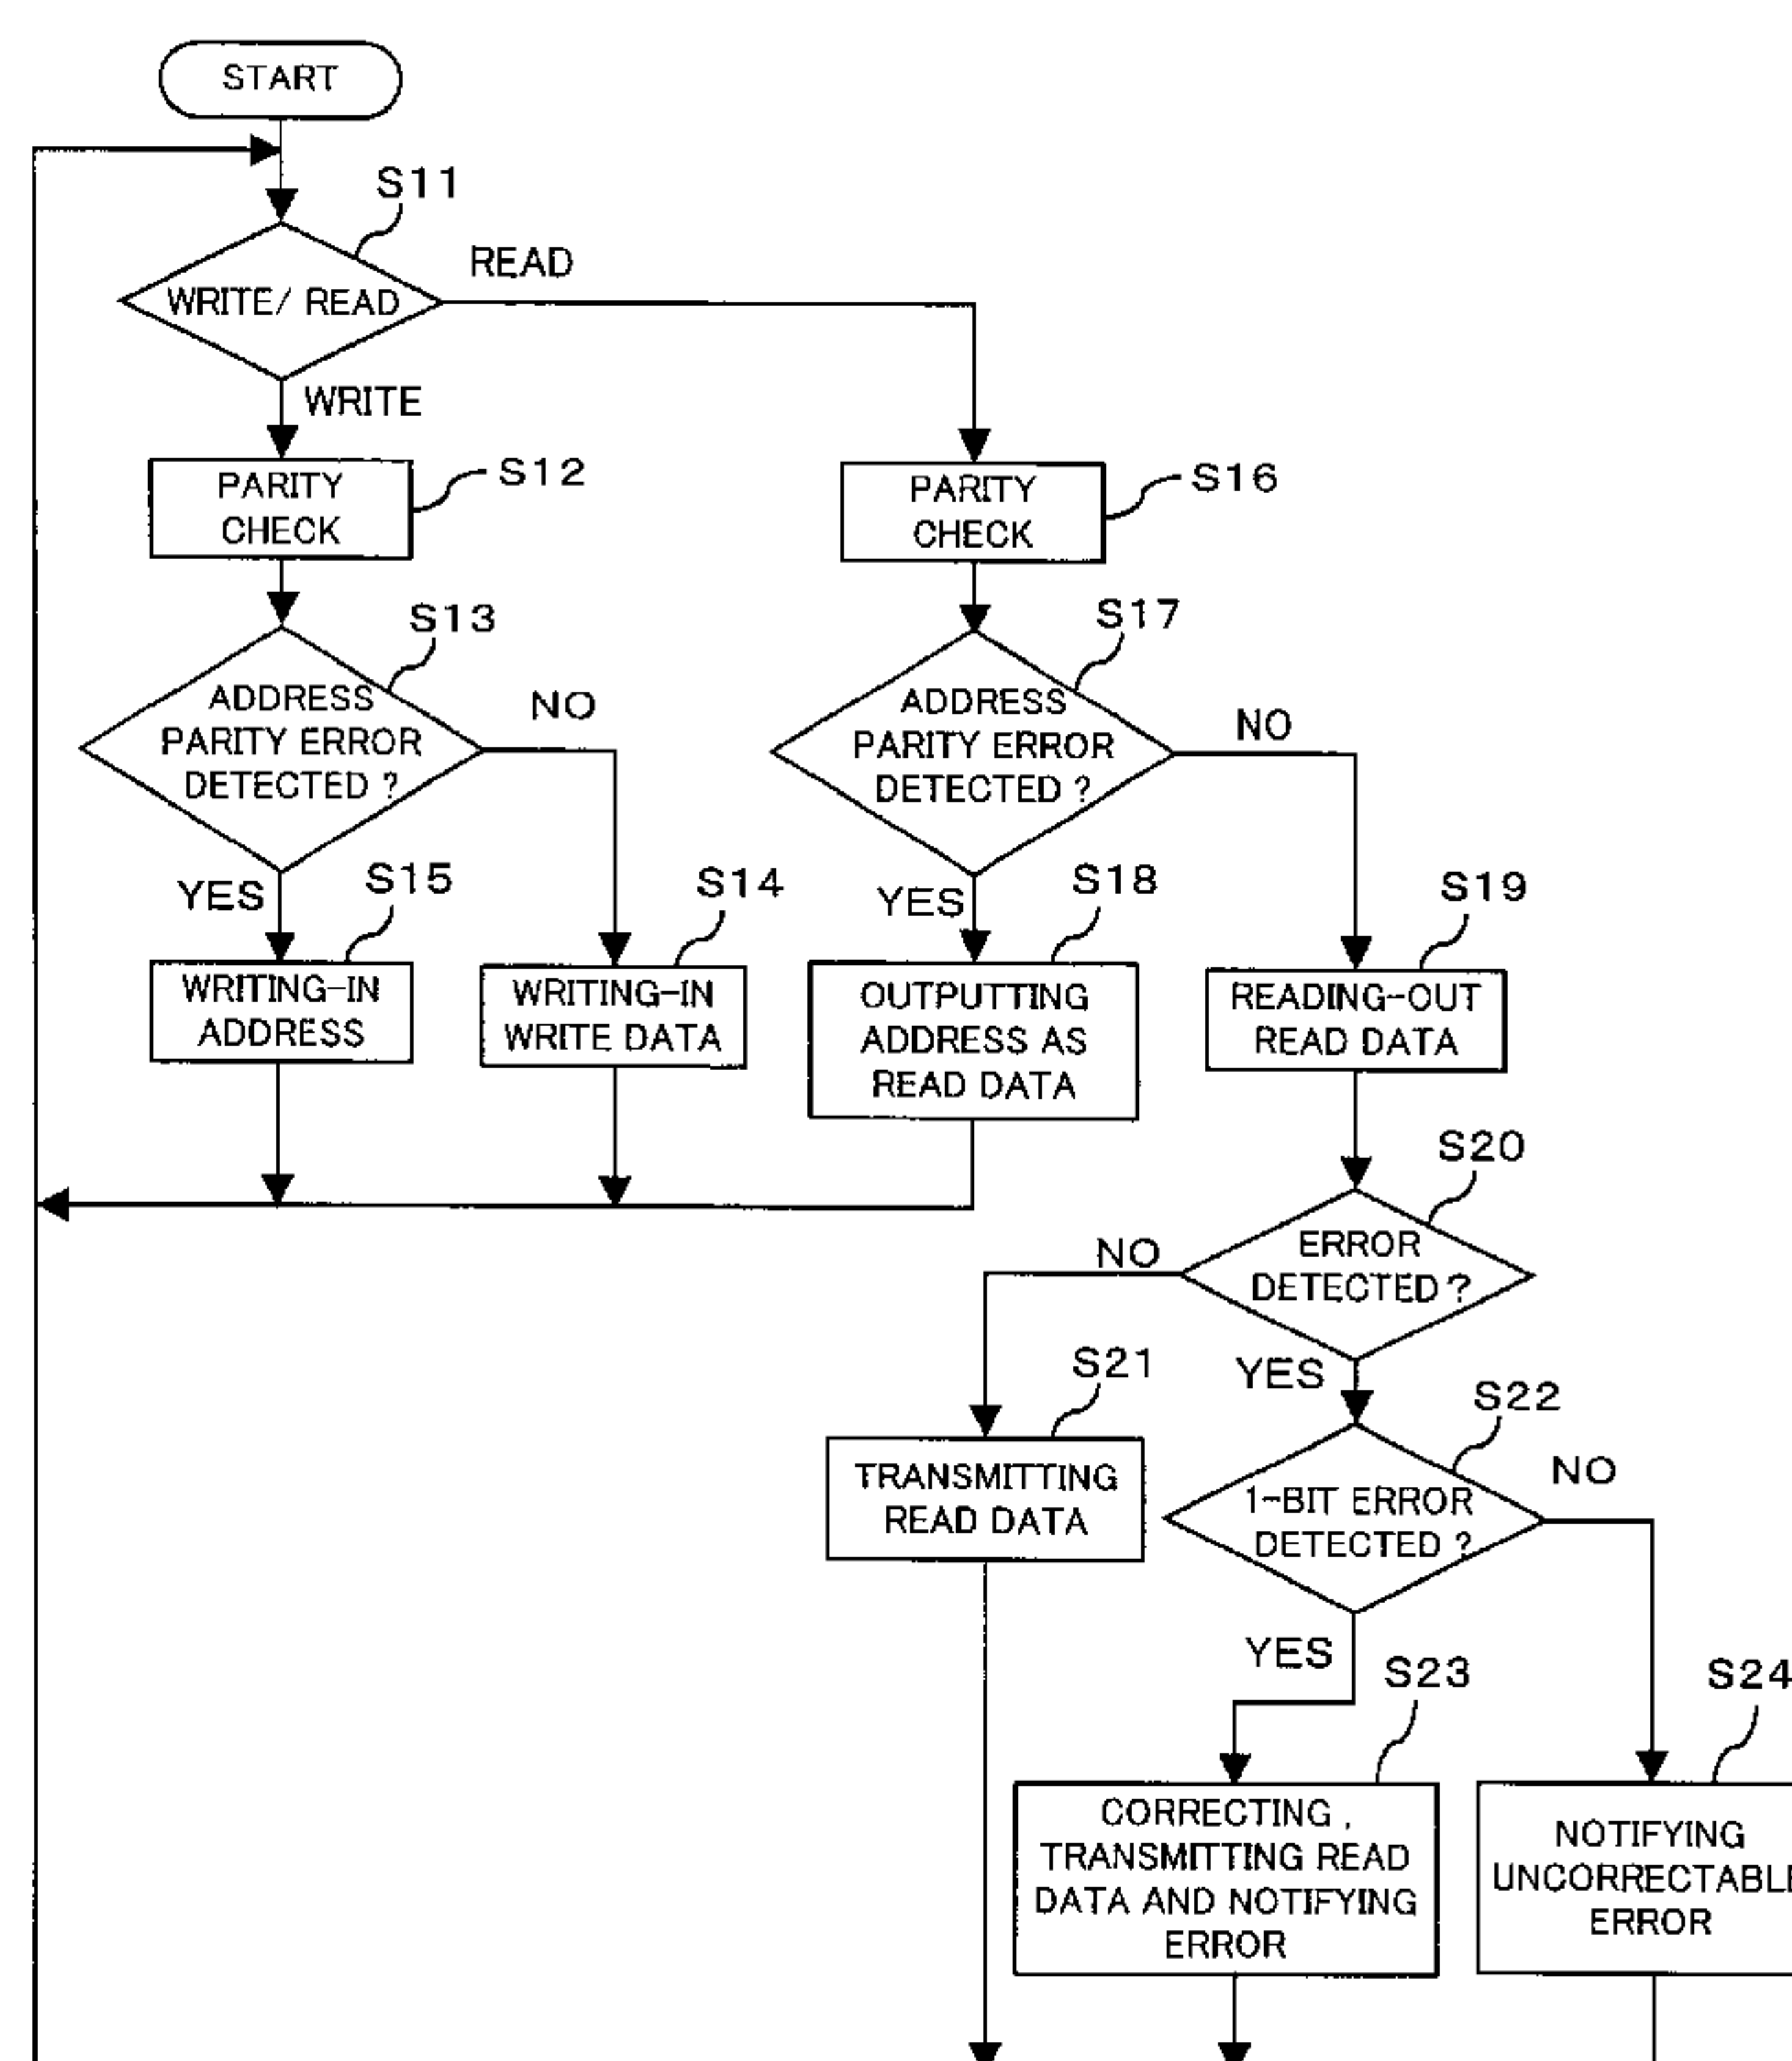 START
S11
READ
WRITE/ READ
WRITE
PARITY
CHECK
S12
PARITY
CHECK
S16
S13
ADDRESS
PARITY ERROR
DETECTED ?
NO
S17
ADDRESS
PARITY ERROR
DETECTED ?
NO
YES
S15
WRITING-IN
ADDRESS
S14
WRITING-IN
WRITE DATA
YES
S18
OUTPUTTING
ADDRESS AS
READ DATA
S19
READING-OUT
READ DATA
S20
ERROR
DETECTED ?
NO
YES
S21
TRANSMITTING
READ DATA
S22
1-BIT ERROR
DETECTED ?
NO
YES
S23
CORRECTING ,
TRANSMITTING READ
DATA AND NOTIFYING
ERROR
S24
NOTIFYING
UNCORRECTABLE
ERROR